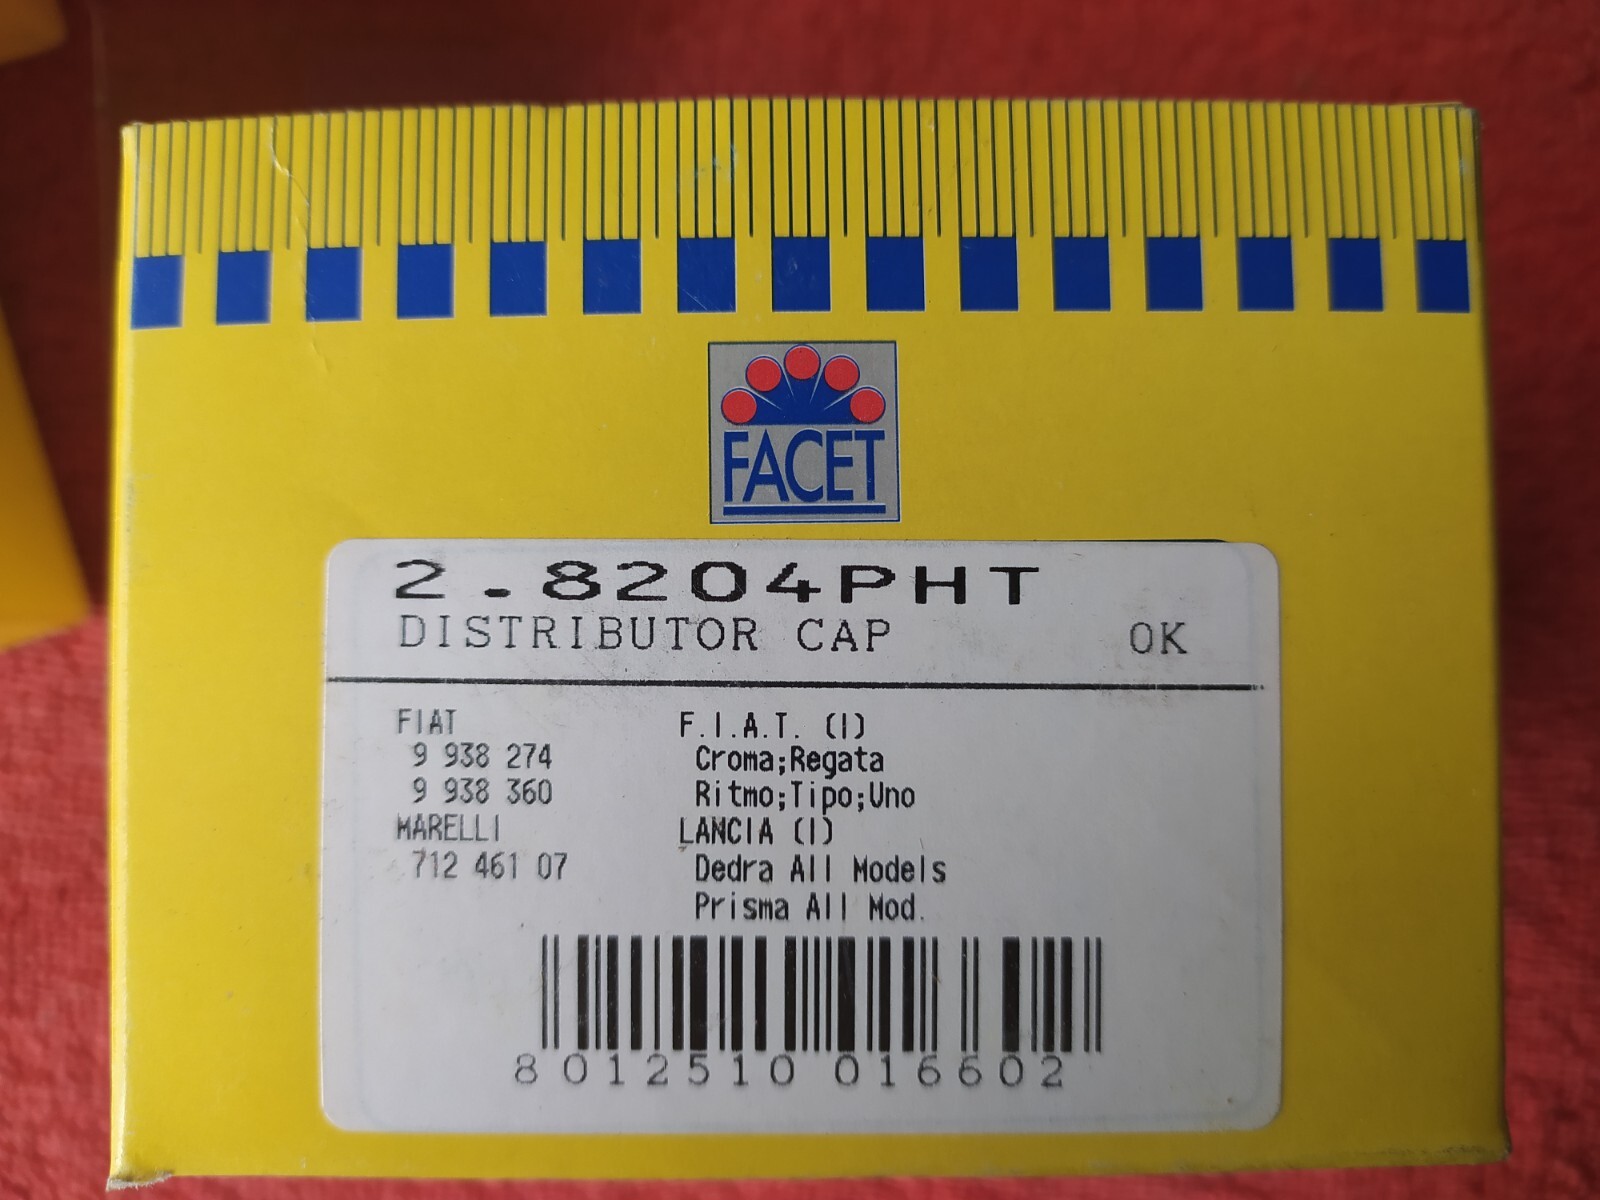 FACET
2.8204PHT
DISTRIBUTOR CAP OK
FIAT
9 938 274
9 938 360
MARELLI
712 461 07
F.I.A.T. (I)
Croma;Regata
Ritmo;Tipo;Uno
LANCIA (I)
Dedra All Models
Prisma All Mod.
8 012510 016602